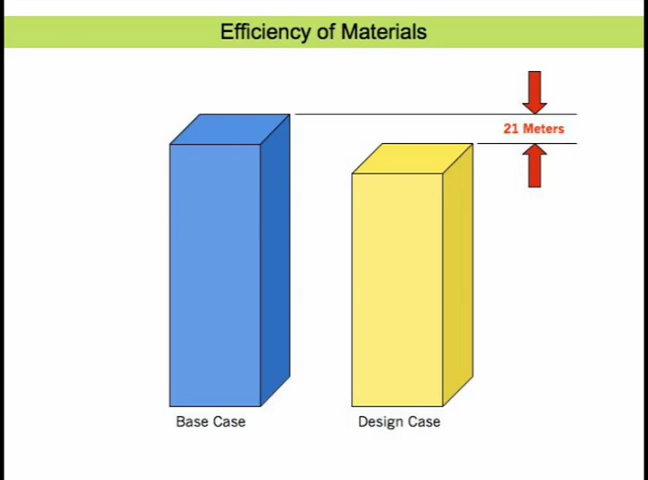 Efficiency of Materials
21 Meters
Base Case
Design Case